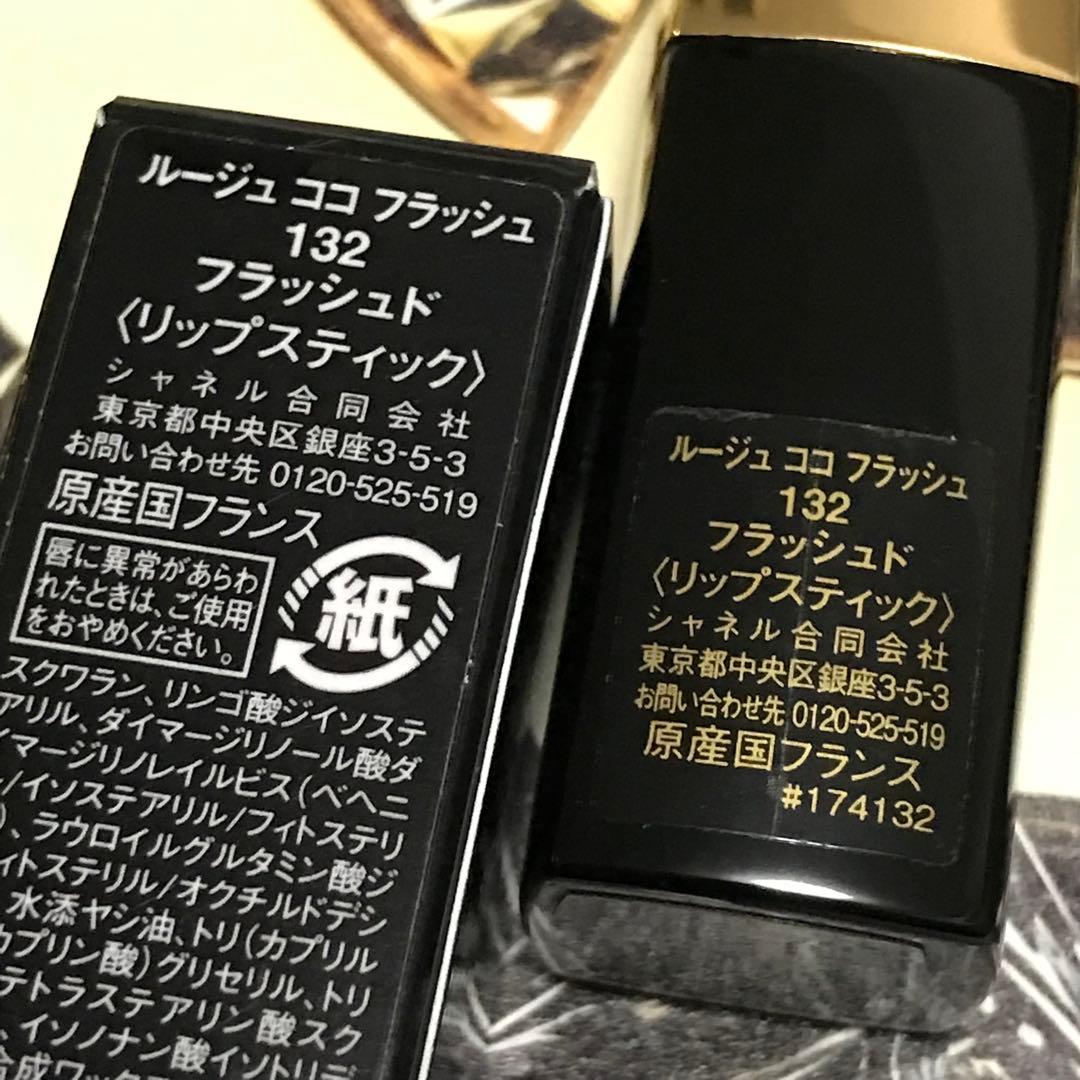 ルージュ ココ フラッシュ
132
フラッシュド
〈リップスティック〉
シャネル合同会社
東京都中央区銀座3-5-3
お問い合わせ先 0120-525-519
原産国フランス
唇に異常があらわ
れたときは、ご使用
をおやめください。
紙
スクワラン、リンゴ酸ジイソステ
アリル、ダイマージリノール酸ダ
イマージリノレイルビス(ベヘニ
/イソステアリル/フィトステリ
、ラウロイルグルタミン酸ジ
ィトステリル/オクチルドデシ
水添ヤシ油、トリ(カプリル
カプリン酸)グリセリル、トリ
テトラステアリン酸スク
、イソノナン酸イソトリデ
合成ワック
ルージュ ココ フラッシュ
132
フラッシュド
〈リップスティック〉
シャネル合同会社
東京都中央区銀座3-5-3
お問い合わせ先 0120-525-519
原産国フランス
#174132